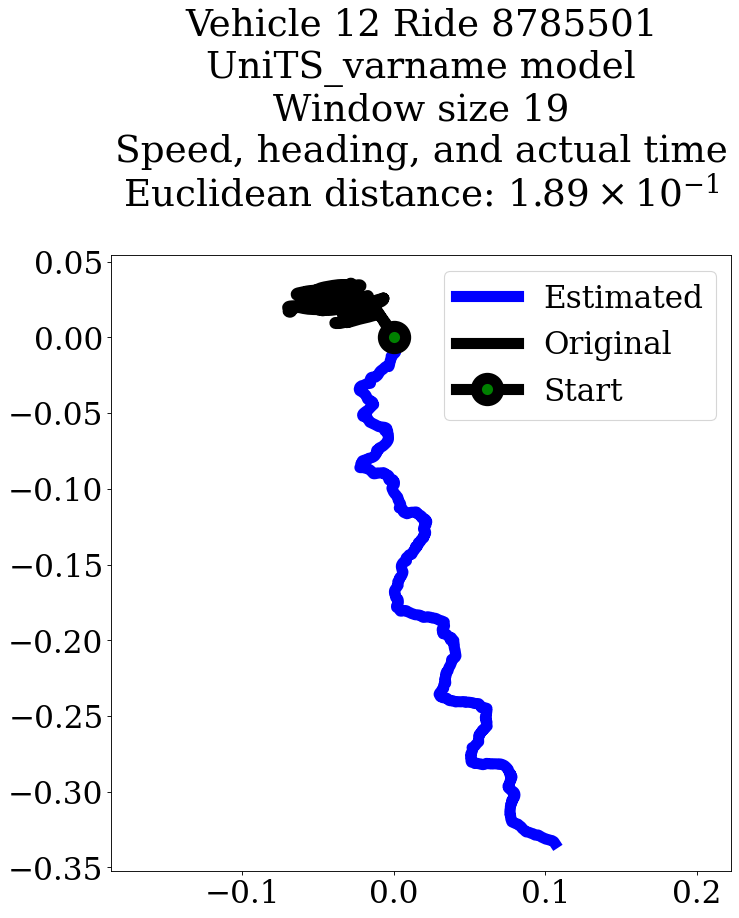 Vehicle 12 Ride 8785501
UniTS_varname model
Window size 19
Speed, heading, and actual time
Euclidean distance: 1.89 × 10⁻¹
0.05
0.00
−0.05
−0.10
−0.15
−0.20
−0.25
−0.30
−0.35
Estimated
Original
Start
−0.1
0.0
0.1
0.2